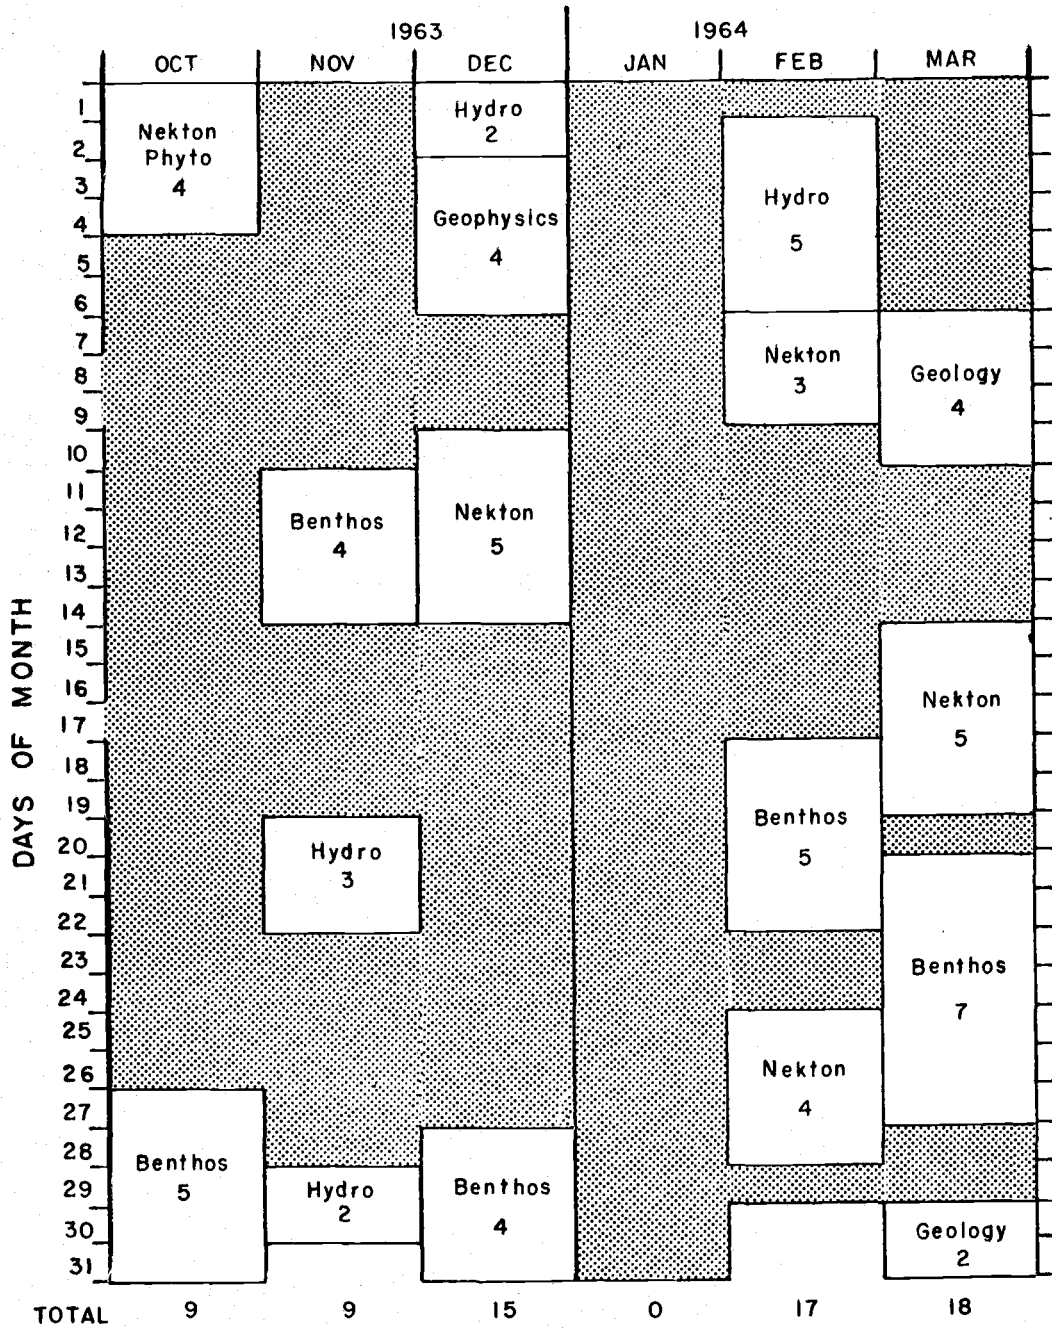 1963 1964
OCT NOV DEC JAN FEB MAR
DAYS OF MONTH
1
2
3
4
5
6
7
8
9
10
11
12
13
14
15
16
17
18
19
20
21
22
23
24
25
26
27
28
29
30
31
Nekton
Phyto
4
Benthos
5
Benthos
4
Hydro
3
Hydro
2
Hydro
2
Geophysics
4
Nekton
5
Benthos
4
Hydro
5
Nekton
3
Benthos
5
Nekton
4
Geology
4
Nekton
5
Benthos
7
Geology
2
TOTAL 9 9 15 0 17 18